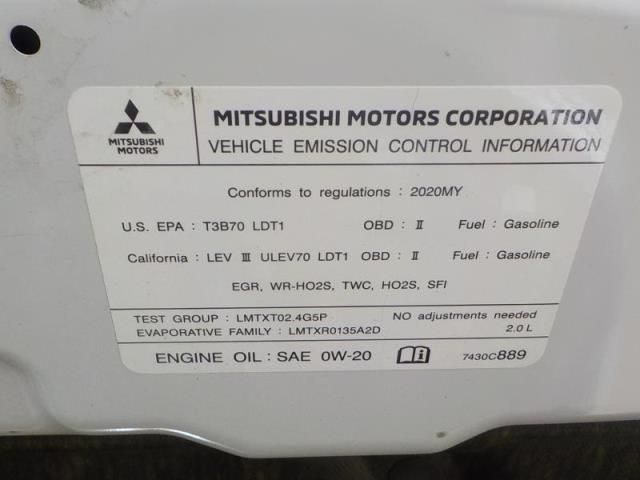 MITSUBISHI MOTORS
MITSUBISHI MOTORS CORPORATION
VEHICLE EMISSION CONTROL INFORMATION
Conforms to regulations : 2020MY
U.S. EPA : T3B70 LDT1 OBD : Ⅱ Fuel : Gasoline
California : LEV Ⅲ ULEV70 LDT1 OBD : Ⅱ Fuel : Gasoline
EGR, WR-HO2S, TWC, HO2S, SFI
TEST GROUP : LMTXT02.4G5P NO adjustments needed
EVAPORATIVE FAMILY : LMTXR0135A2D 2.0 L
ENGINE OIL : SAE 0W-20 7430C889